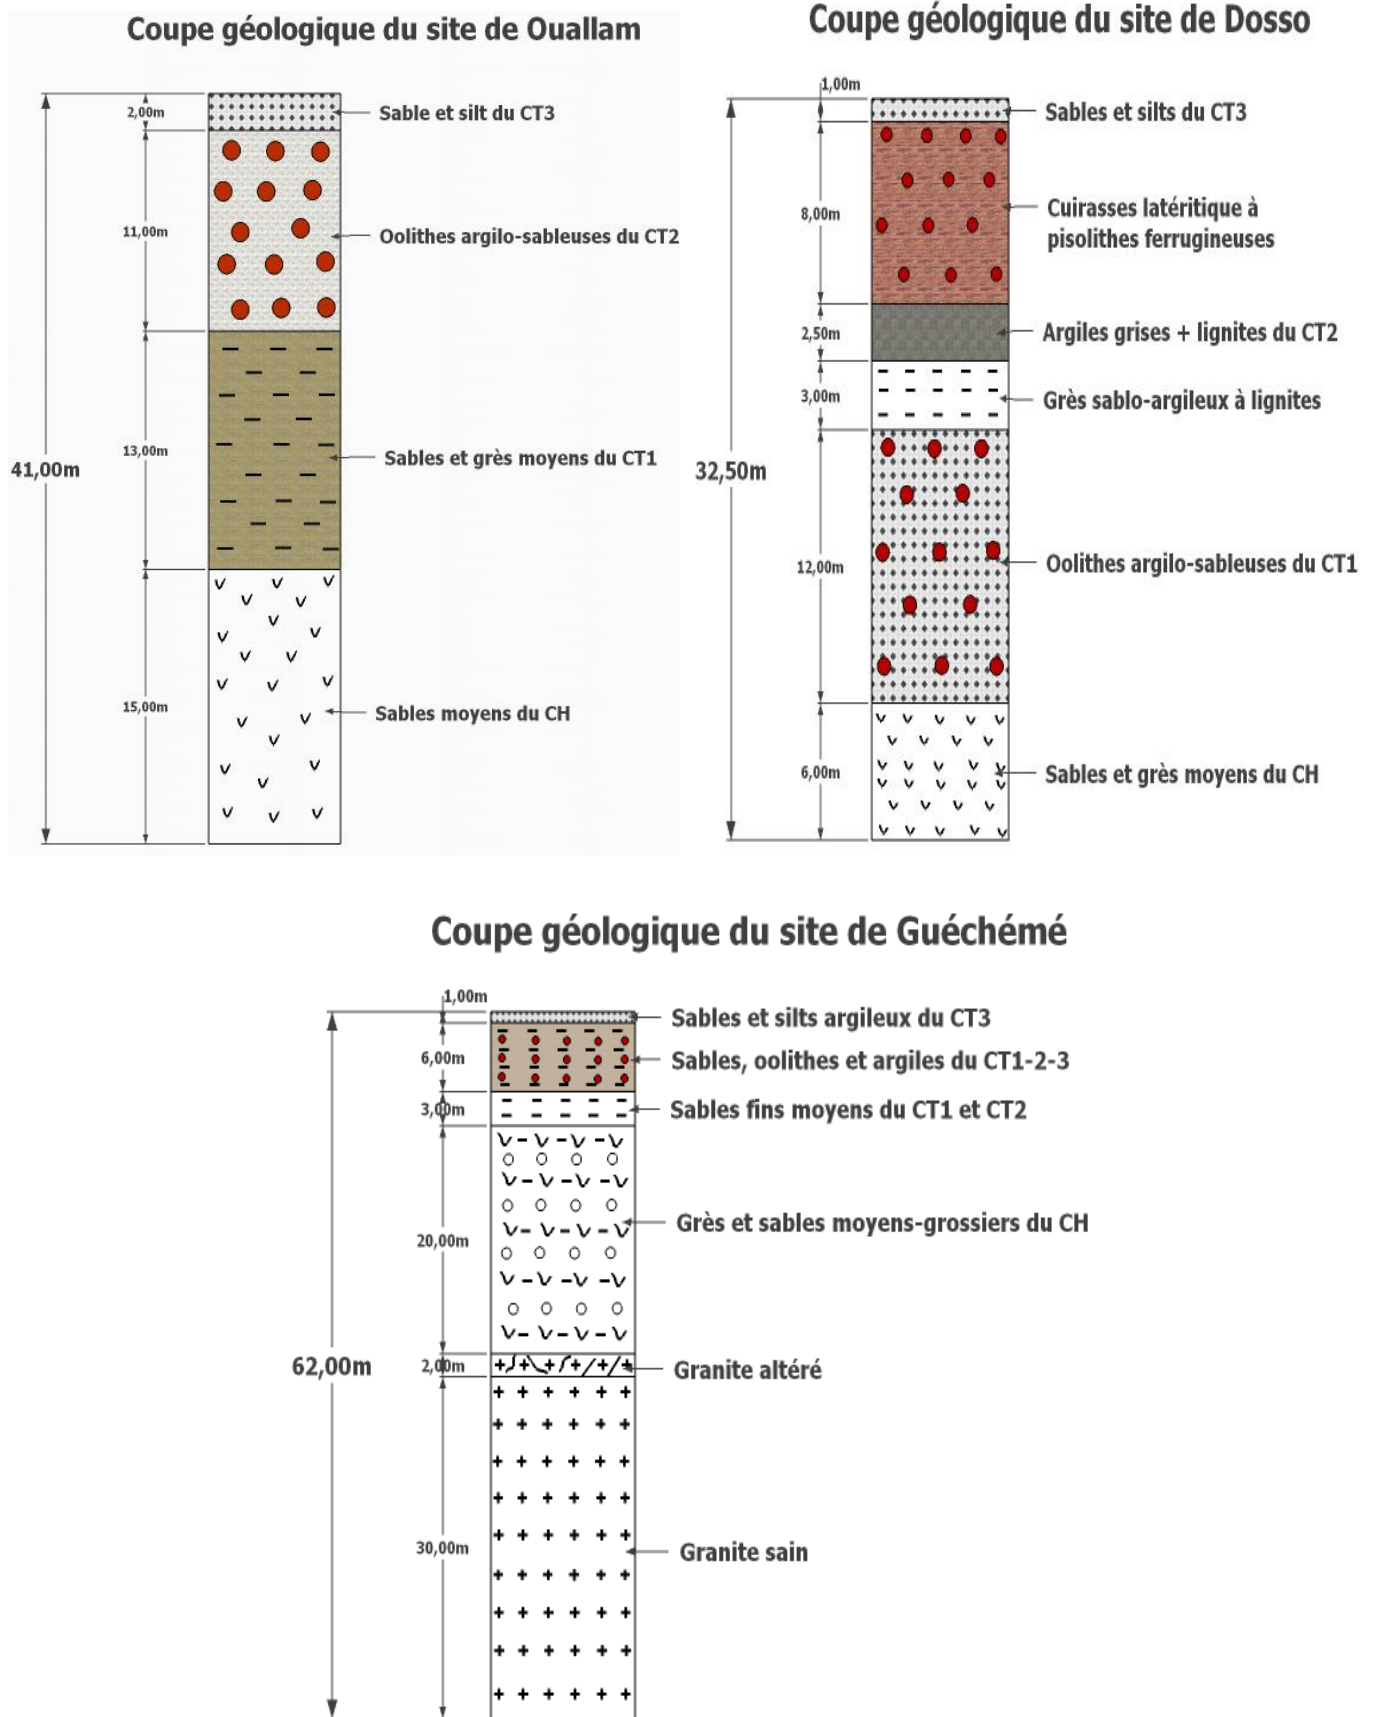 Coupe géologique du site de Ouallam
2,00m
Sable et silt du CT3
11,00m
Oolithes argilo-sableuses du CT2
41,00m
13,00m
Sables et grès moyens du CT1
15,00m
Sables moyens du CH
Coupe géologique du site de Dosso
1,00m
Sables et silts du CT3
8,00m
Cuirasses latéritique à
pisolithes ferrugineuses
2,50m
Argiles grises + lignites du CT2
3,00m
Grès sablo-argileux à lignites
32,50m
12,00m
Oolithes argilo-sableuses du CT1
6,00m
Sables et grès moyens du CH
Coupe géologique du site de Guéchémé
1,00m
Sables et silts argileux du CT3
6,00m
Sables, oolithes et argiles du CT1-2-3
3,00m
Sables fins moyens du CT1 et CT2
20,00m
Grès et sables moyens-grossiers du CH
62,00m
2,00m
Granite altéré
30,00m
Granite sain